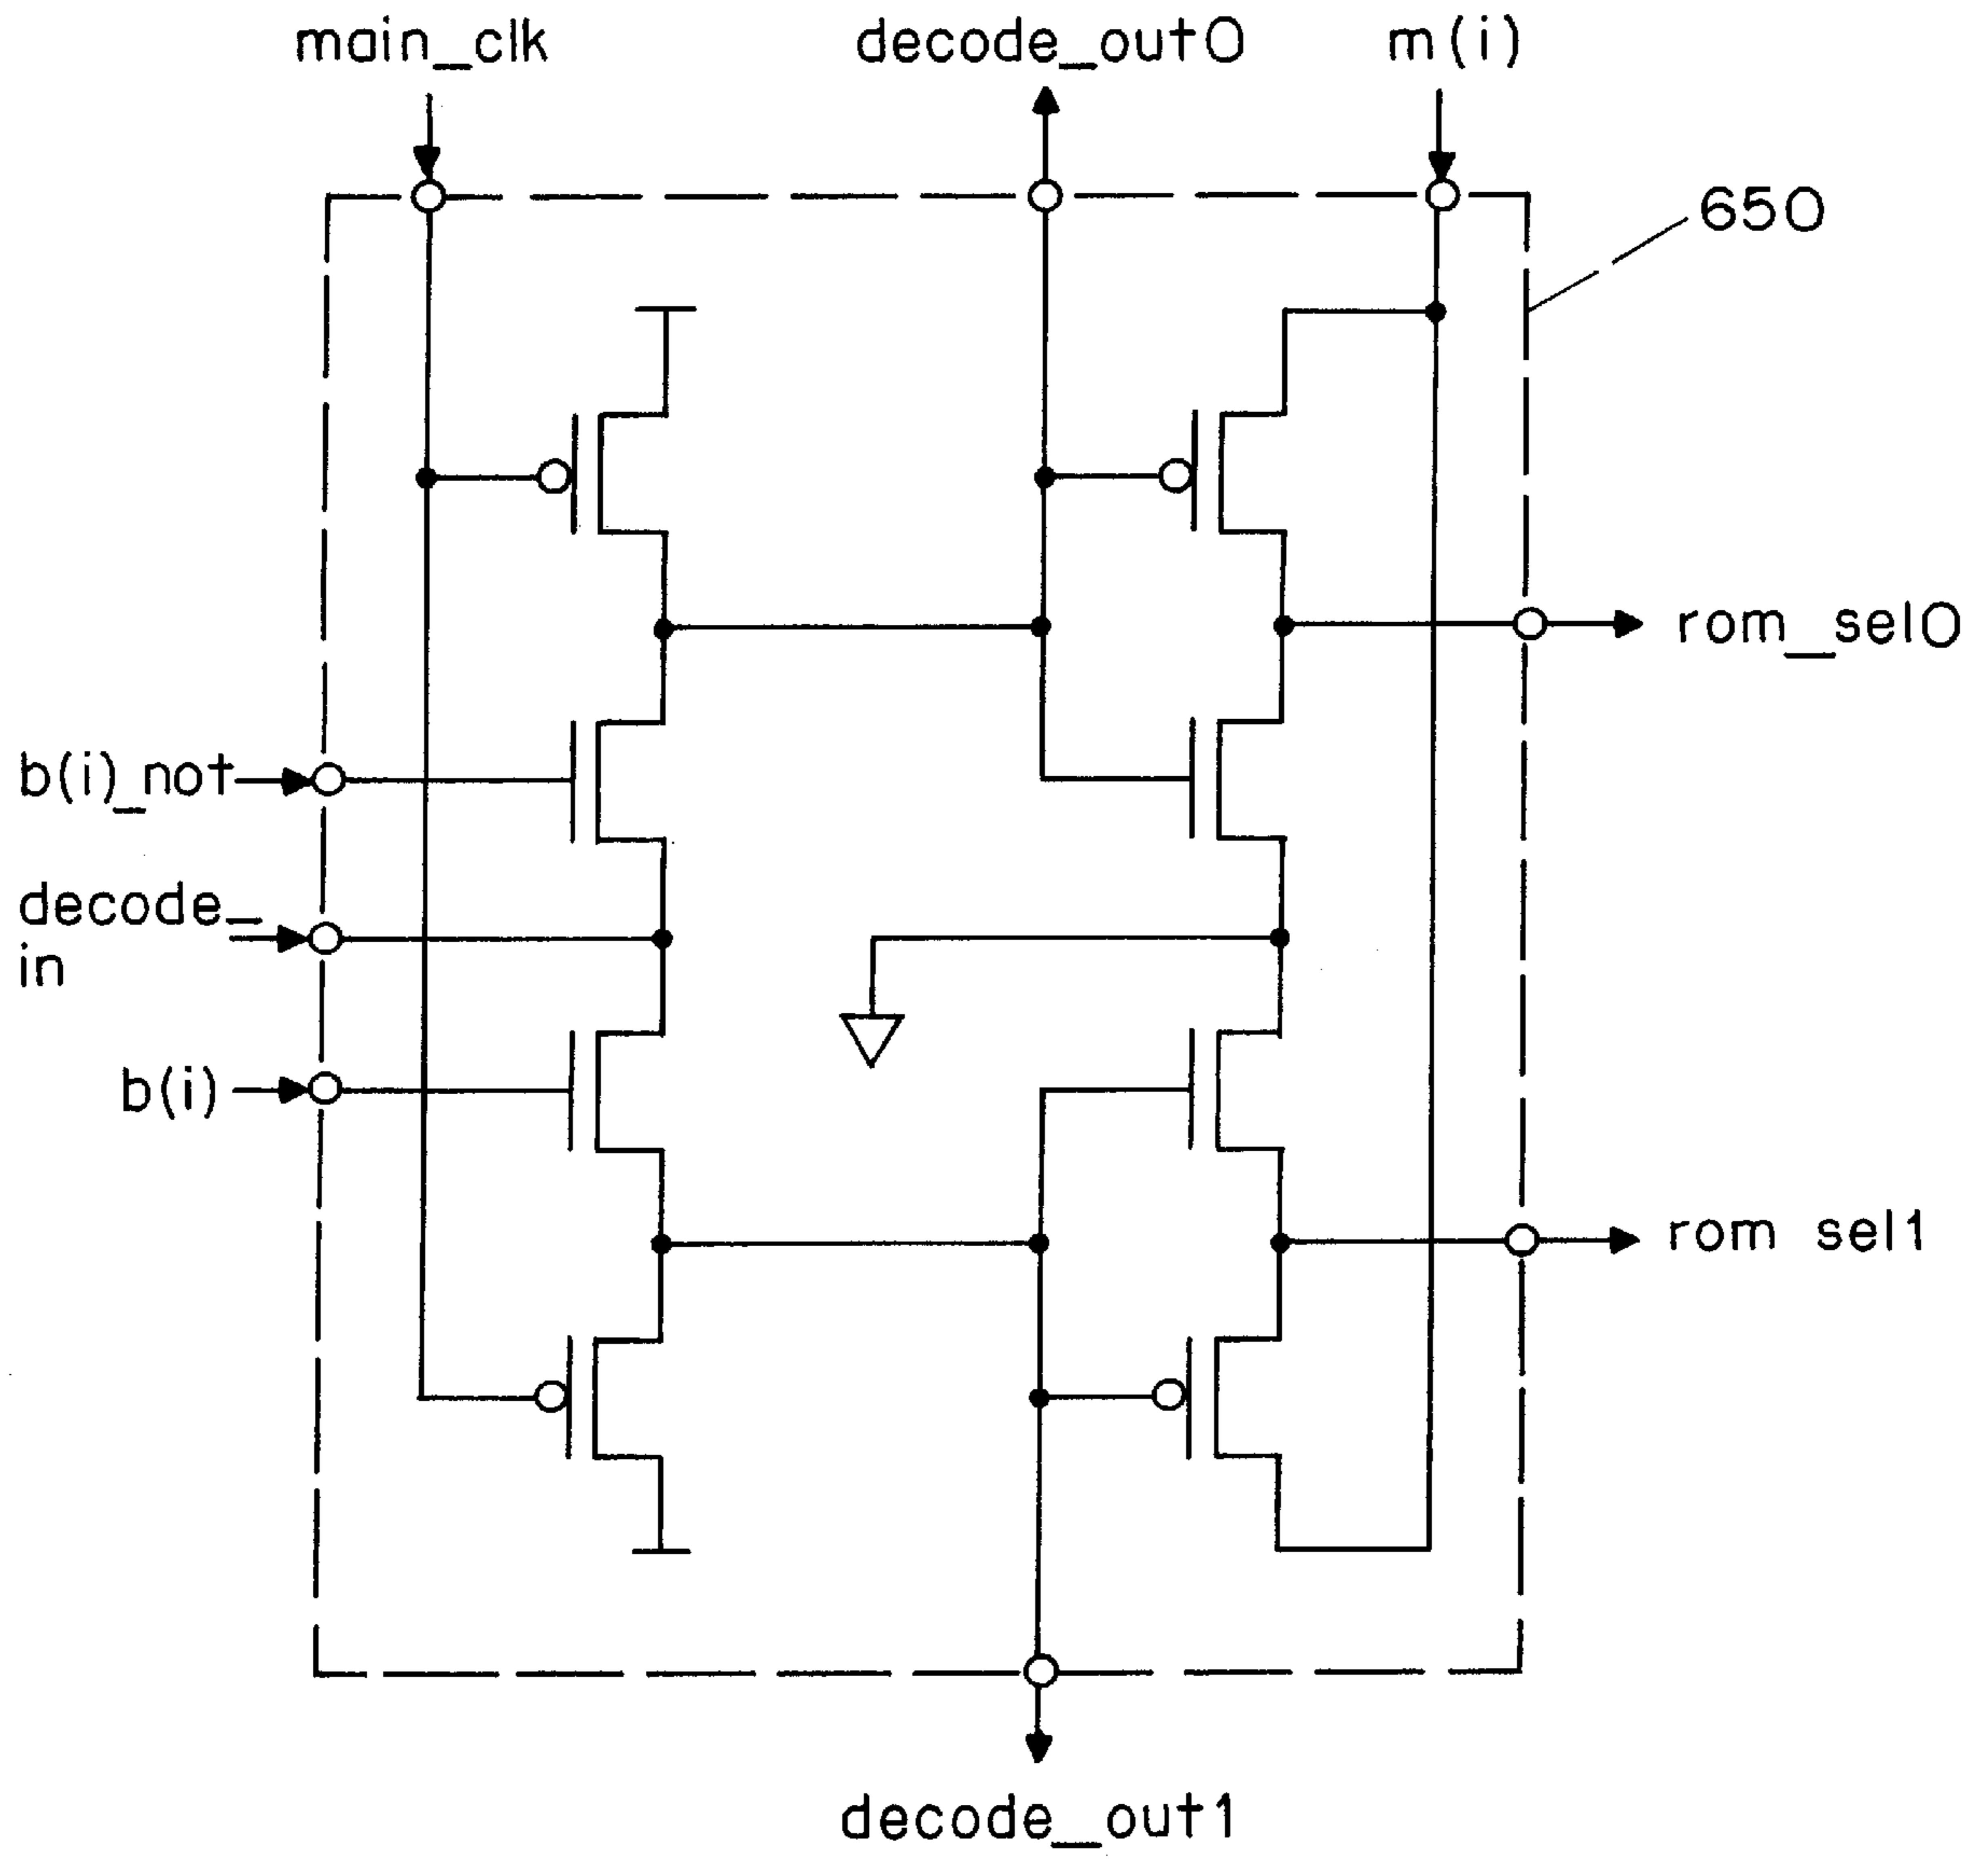 main_clk
decode_out0
m(i)
650
rom_sel0
b(i)_not
decode_
in
b(i)
rom sel1
decode_out1